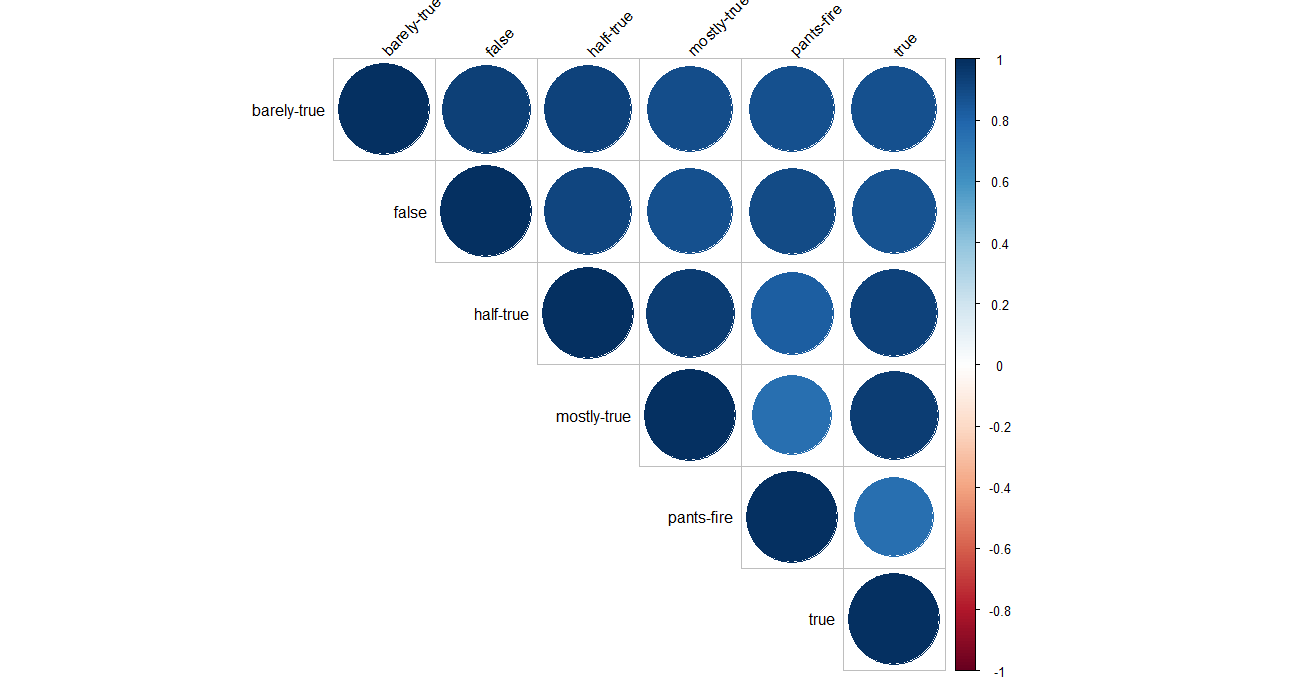 barely-true
false
half-true
mostly-true
pants-fire
true
barely-true
false
half-true
mostly-true
pants-fire
true
1
0.8
0.6
0.4
0.2
0
-0.2
-0.4
-0.6
-0.8
-1